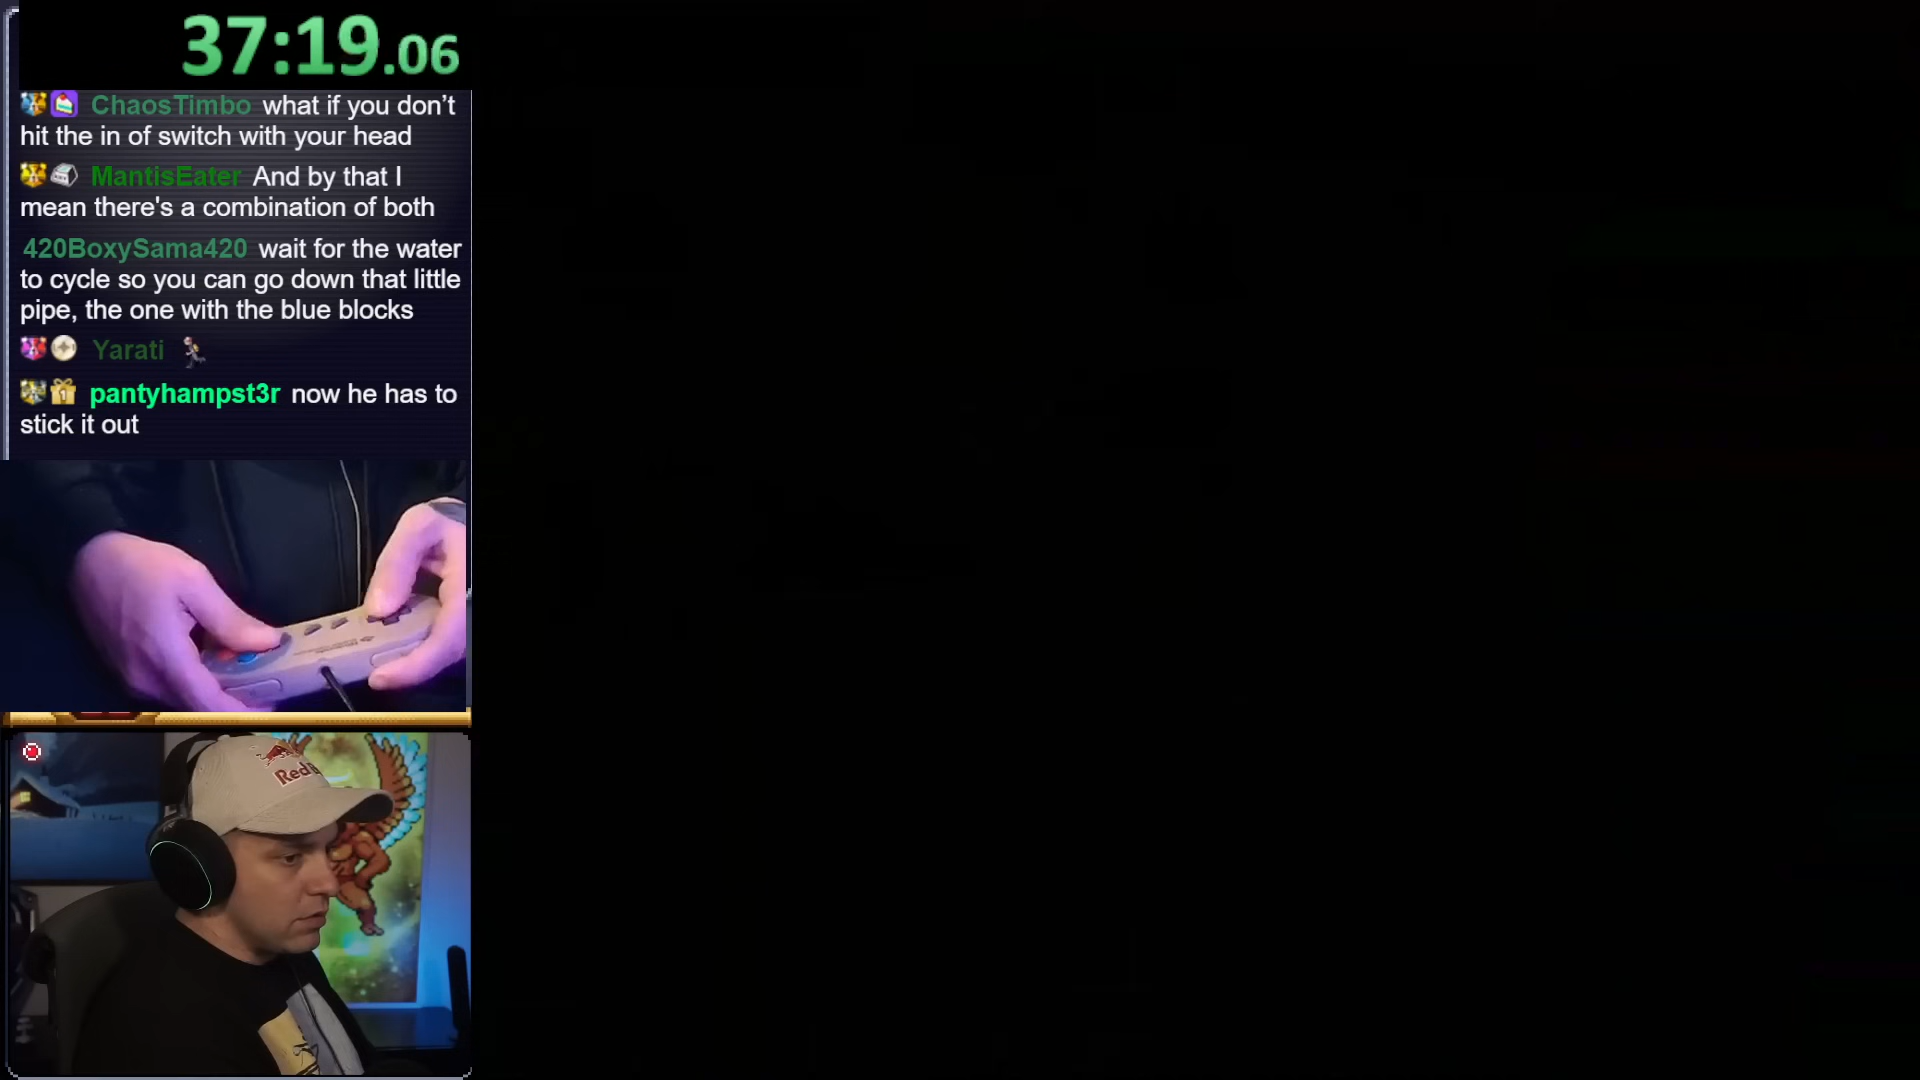 37:19.06
ChaosTimbo what if you don’t
hit the in of switch with your head
MantisEater And by that I
mean there's a combination of both
420BoxySama420 wait for the water
to cycle so you can go down that little
pipe, the one with the blue blocks
Yarati
pantyhampst3r now he has to
stick it out
Red B